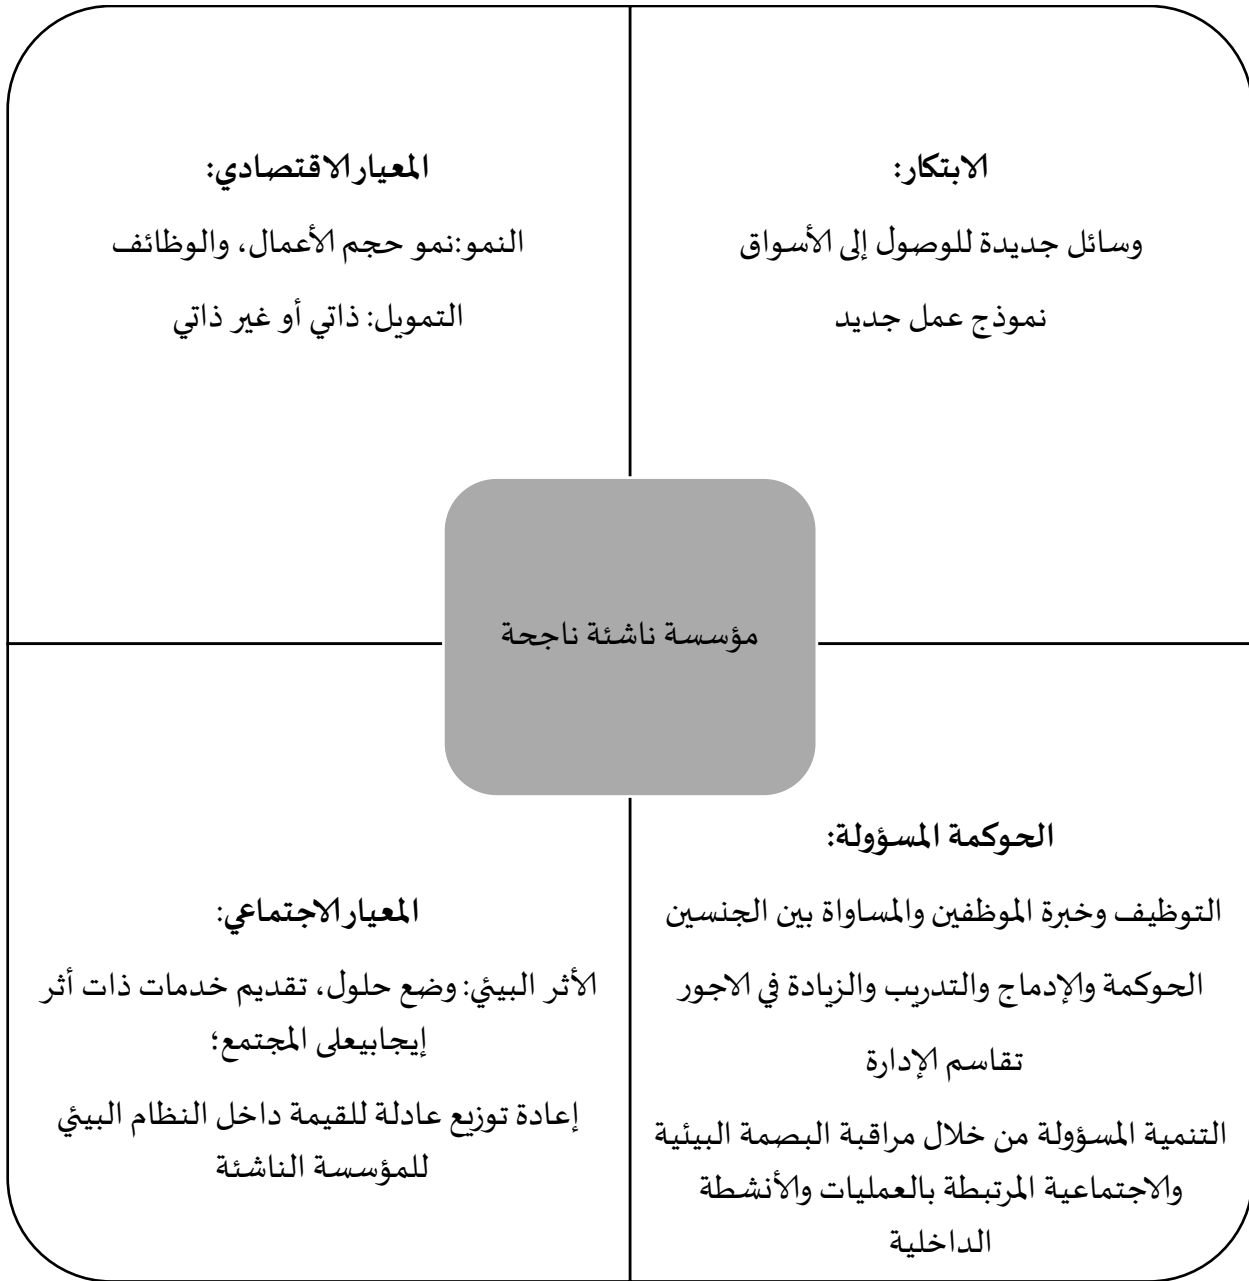 الابتكار:
وسائل جديدة للوصول إلى الأسواق
نموذج عمل جديد
المعيار الاقتصادي:
النمو:نمو حجم الأعمال، والوظائف
التمويل: ذاتي أو غير ذاتي
مؤسسة ناشئة ناجحة
الحوكمة المسؤولة:
التوظيف وخبرة الموظفين والمساواة بين الجنسين
الحوكمة والإدماج والتدريب والزيادة في الاجور
تقاسم الإدارة
التنمية المسؤولة من خلال مراقبة البصمة البيئية
والاجتماعية المرتبطة بالعمليات والأنشطة
الداخلية
المعيار الاجتماعي:
الأثر البيئي: وضع حلول، تقديم خدمات ذات أثر
إيجابيعلى المجتمع؛
إعادة توزيع عادلة للقيمة داخل النظام البيئي
للمؤسسة الناشئة